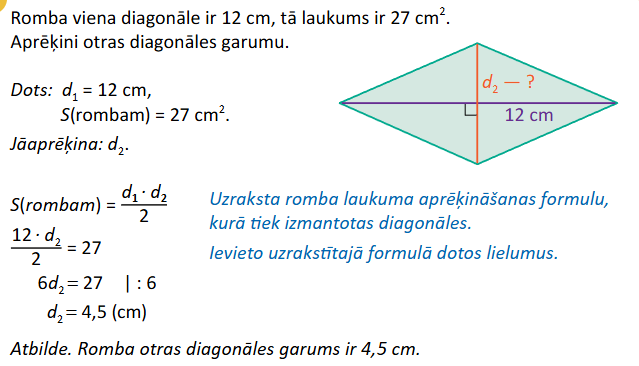 Romba viena diagonāle ir 12 cm, tā laukums ir 27 cm².
Aprēķini otras diagonāles garumu.
d₂ — ?
12 cm
Dots: d₁ = 12 cm,
S(rombam) = 27 cm².
Jāaprēķina: d₂.
S(rombam) = d₁ · d₂ / 2
Uzraksta romba laukuma aprēķināšanas formulu,
kurā tiek izmantotas diagonāles.
12 · d₂ / 2 = 27
Ievieto uzrakstītajā formulā dotos lielumus.
6d₂ = 27 | : 6
d₂ = 4,5 (cm)
Atbilde. Romba otras diagonāles garums ir 4,5 cm.